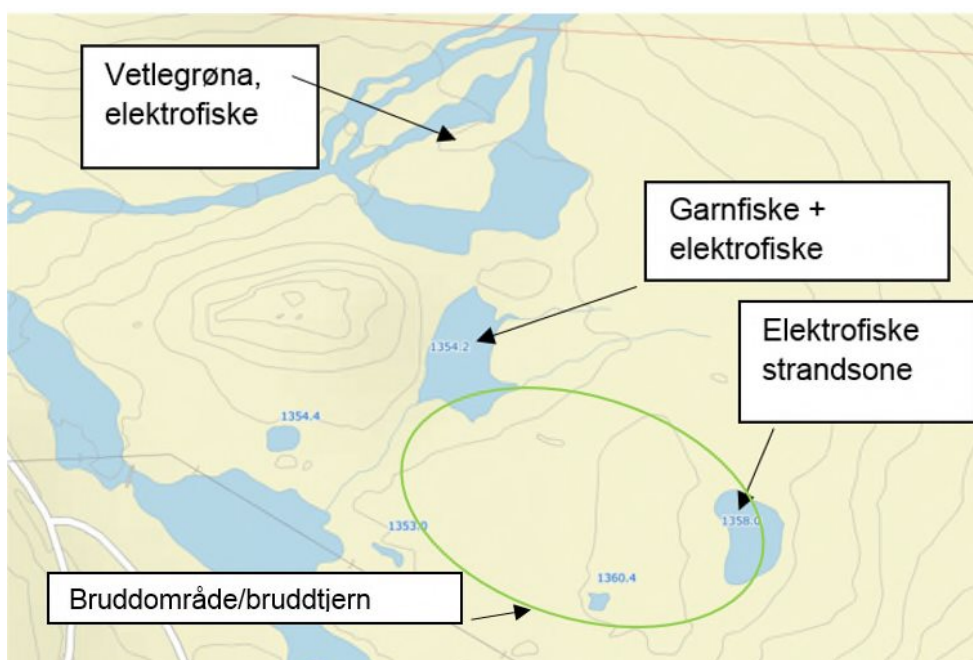 Vetlegrøna,
elektrofiske
Garnfiske +
elektrofiske
1354.2
Elektrofiske
strandsone
1354.4
1353.0
1358.0
1360.4
Bruddområde/bruddtjern